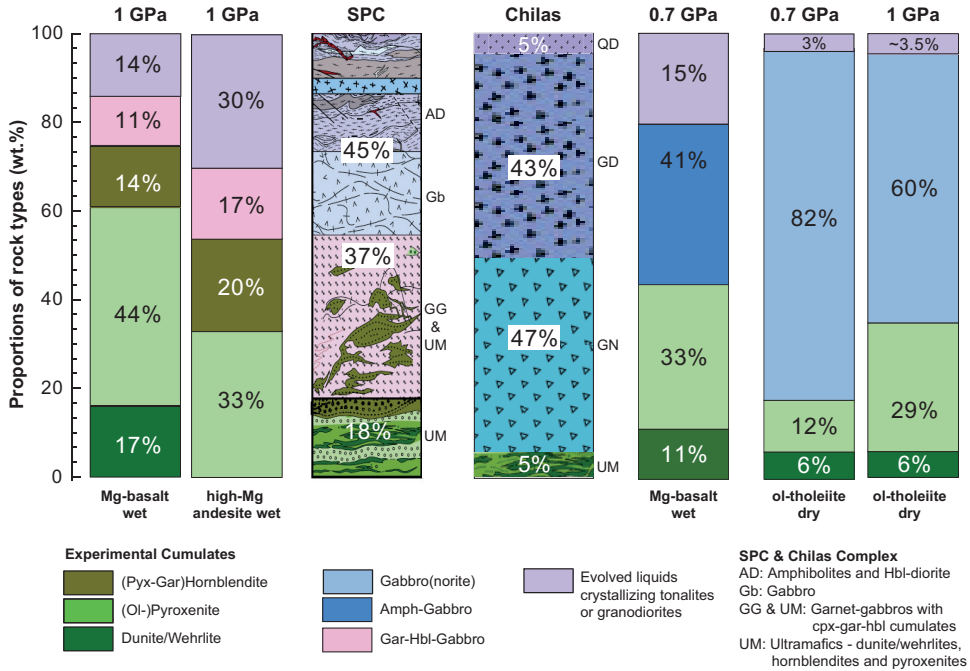 1 GPa
1 GPa
SPC
Chilas
0.7 GPa
0.7 GPa
1 GPa
Proportions of rock types (wt.%)
100
80
60
40
20
0
14%
11%
14%
44%
17%
30%
17%
20%
33%
45%
37%
18%
AD
Gb
GG
&
UM
UM
5%
43%
47%
5%
QD
GD
GN
UM
15%
41%
33%
11%
3%
82%
12%
6%
~3.5%
60%
29%
6%
Mg-basalt
wet
high-Mg
andesite wet
Mg-basalt
wet
ol-tholeiite
dry
ol-tholeiite
dry
Experimental Cumulates
(Pyx-Gar)Hornblendite
(Ol-)Pyroxenite
Dunite/Wehrlite
Gabbro(norite)
Amph-Gabbro
Gar-Hbl-Gabbro
Evolved liquids
crystallizing tonalites
or granodiorites
SPC & Chilas Complex
AD: Amphibolites and Hbl-diorite
Gb: Gabbro
GG & UM: Garnet-gabbros with
cpx-gar-hbl cumulates
UM: Ultramafics - dunite/wehrlites,
hornblendites and pyroxenites